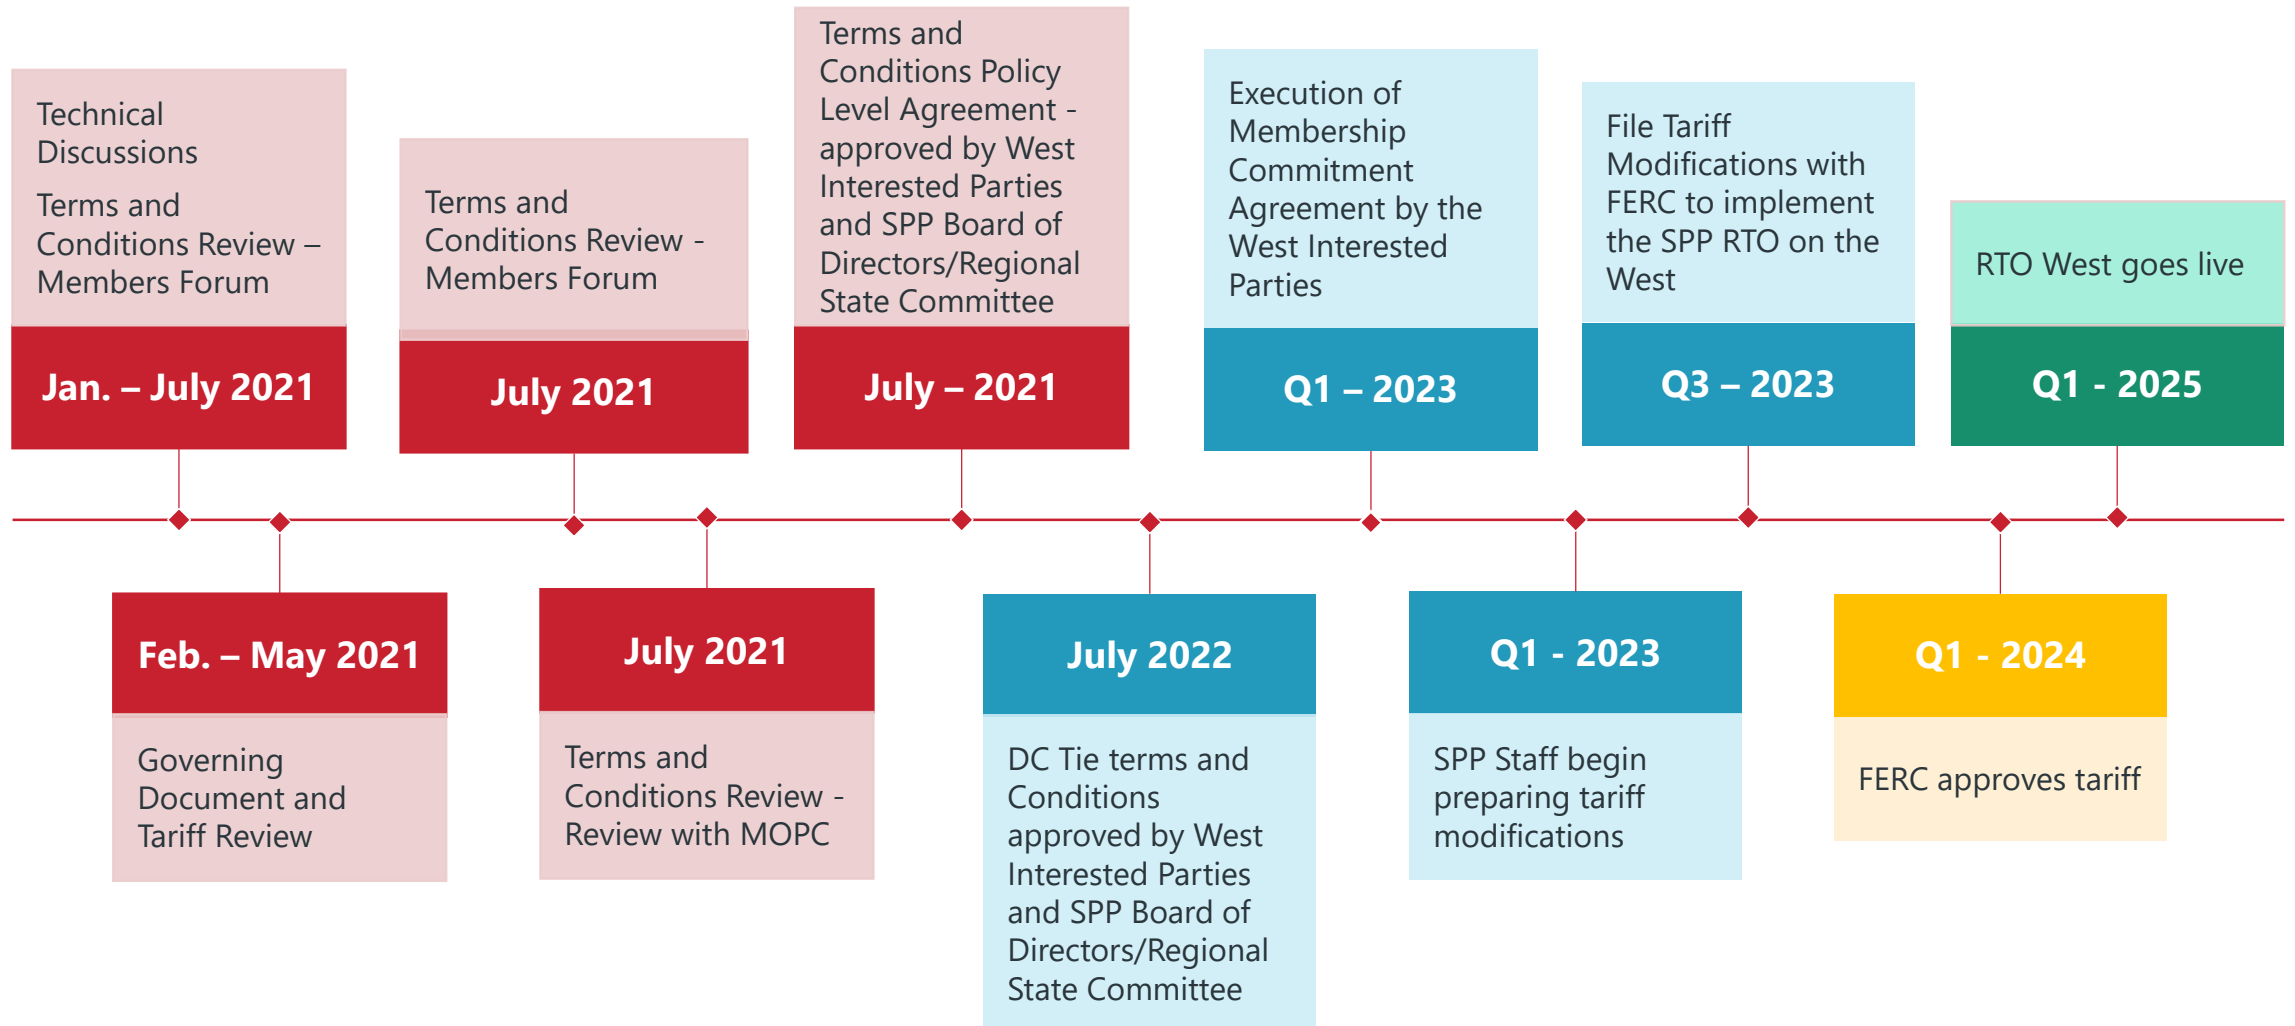 Technical
Discussions
Terms and
Conditions Review –
Members Forum
Jan. – July 2021
Governing
Document and
Tariff Review
Feb. – May 2021
Terms and
Conditions Review -
Members Forum
July 2021
July 2021
Terms and
Conditions Review -
Review with MOPC
Terms and
Conditions Policy
Level Agreement -
approved by West
Interested Parties
and SPP Board of
Directors/Regional
State Committee
July – 2021
July 2022
DC Tie terms and
Conditions
approved by West
Interested Parties
and SPP Board of
Directors/Regional
State Committee
Execution of
Membership
Commitment
Agreement by the
West Interested
Parties
Q1 – 2023
Q1 - 2023
SPP Staff begin
preparing tariff
modifications
File Tariff
Modifications with
FERC to implement
the SPP RTO on the
West
Q3 – 2023
Q1 - 2024
FERC approves tariff
RTO West goes live
Q1 - 2025